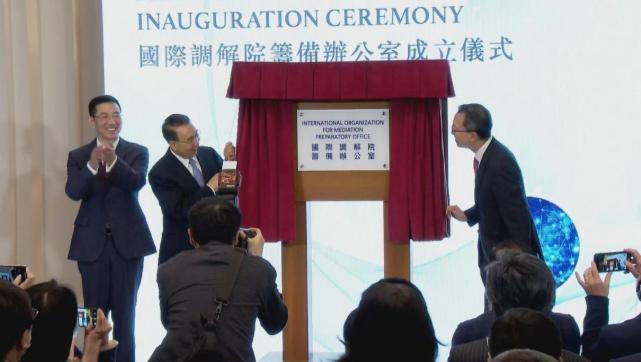 INAUGURATION CEREMONY
國際調解院籌備辦公室成立儀式
INTERNATIONAL ORGANIZATION
FOR MEDIATION
PREPARATORY OFFICE
國際調解院
籌備辦公室